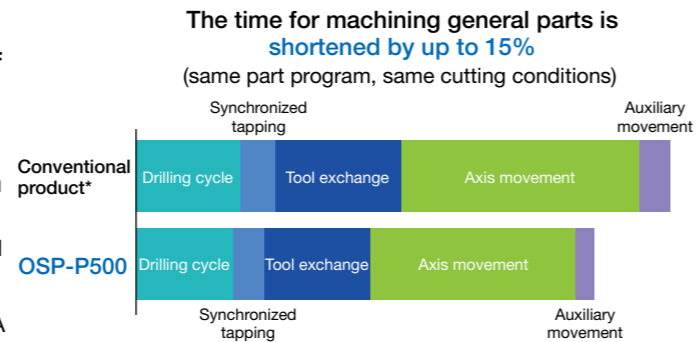 The time for machining general parts is
shortened by up to 15%
(same part program, same cutting conditions)
Synchronized
tapping
Auxiliary
movement
Conventional
product*
Drilling cycle
Tool exchange
Axis movement
OSP-P500
Drilling cycle
Tool exchange
Axis movement
Synchronized
tapping
Auxiliary
movement